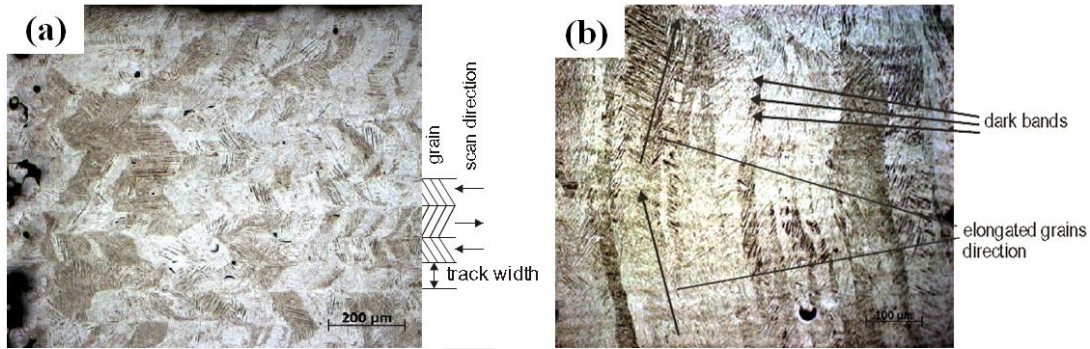 (a)
grain
scan direction
track width
200 µm
(b)
dark bands
elongated grains
direction
100 µm